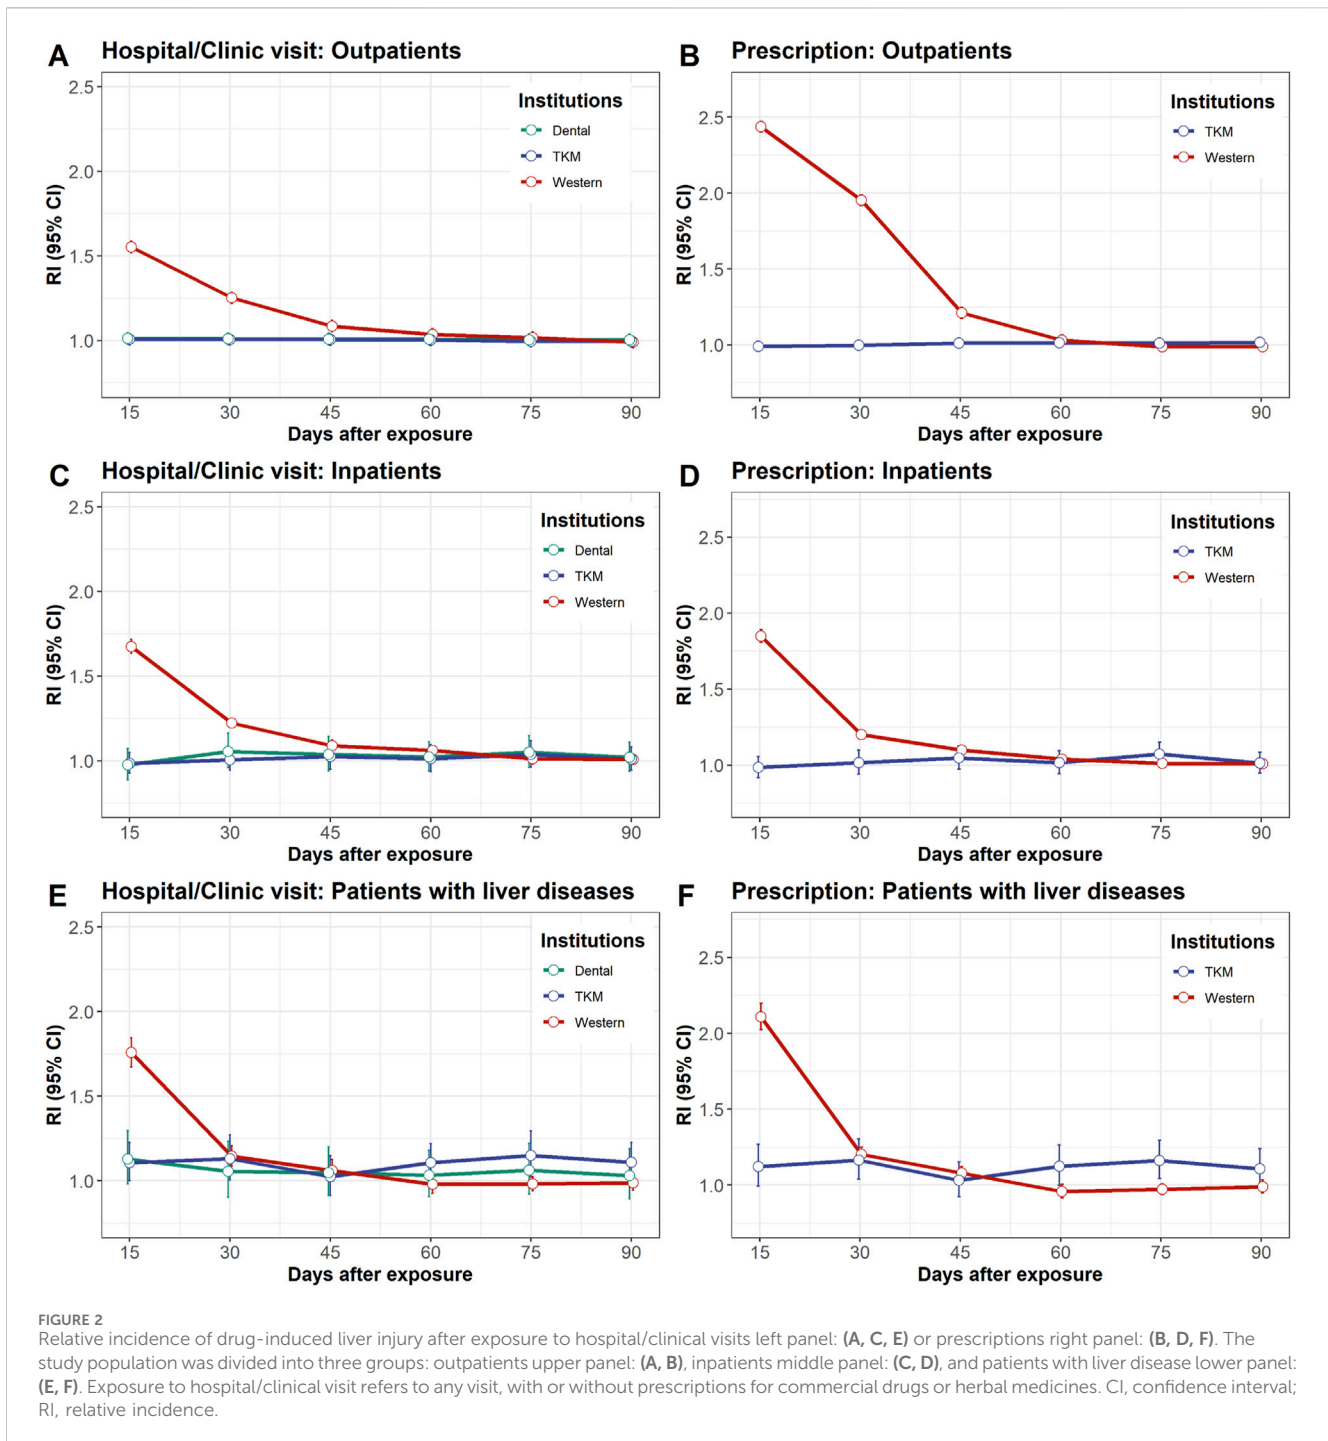 A Hospital/Clinic visit: Outpatients
RI (95% CI)
2.5
2.0
1.5
1.0
Institutions
Dental
TKM
Western
15 30 45 60 75 90
Days after exposure
B Prescription: Outpatients
RI (95% CI)
2.5
2.0
1.5
1.0
Institutions
TKM
Western
15 30 45 60 75 90
Days after exposure
C Hospital/Clinic visit: Inpatients
RI (95% CI)
2.5
2.0
1.5
1.0
Institutions
Dental
TKM
Western
15 30 45 60 75 90
Days after exposure
D Prescription: Inpatients
RI (95% CI)
2.5
2.0
1.5
1.0
Institutions
TKM
Western
15 30 45 60 75 90
Days after exposure
E Hospital/Clinic visit: Patients with liver diseases
RI (95% CI)
2.5
2.0
1.5
1.0
Institutions
Dental
TKM
Western
15 30 45 60 75 90
Days after exposure
F Prescription: Patients with liver diseases
RI (95% CI)
2.5
2.0
1.5
1.0
Institutions
TKM
Western
15 30 45 60 75 90
Days after exposure
FIGURE 2
Relative incidence of drug-induced liver injury after exposure to hospital/clinical visits left panel: (A, C, E) or prescriptions right panel: (B, D, F). The
study population was divided into three groups: outpatients upper panel: (A, B), inpatients middle panel: (C, D), and patients with liver disease lower panel:
(E, F). Exposure to hospital/clinical visit refers to any visit, with or without prescriptions for commercial drugs or herbal medicines. CI, confidence interval;
RI, relative incidence.